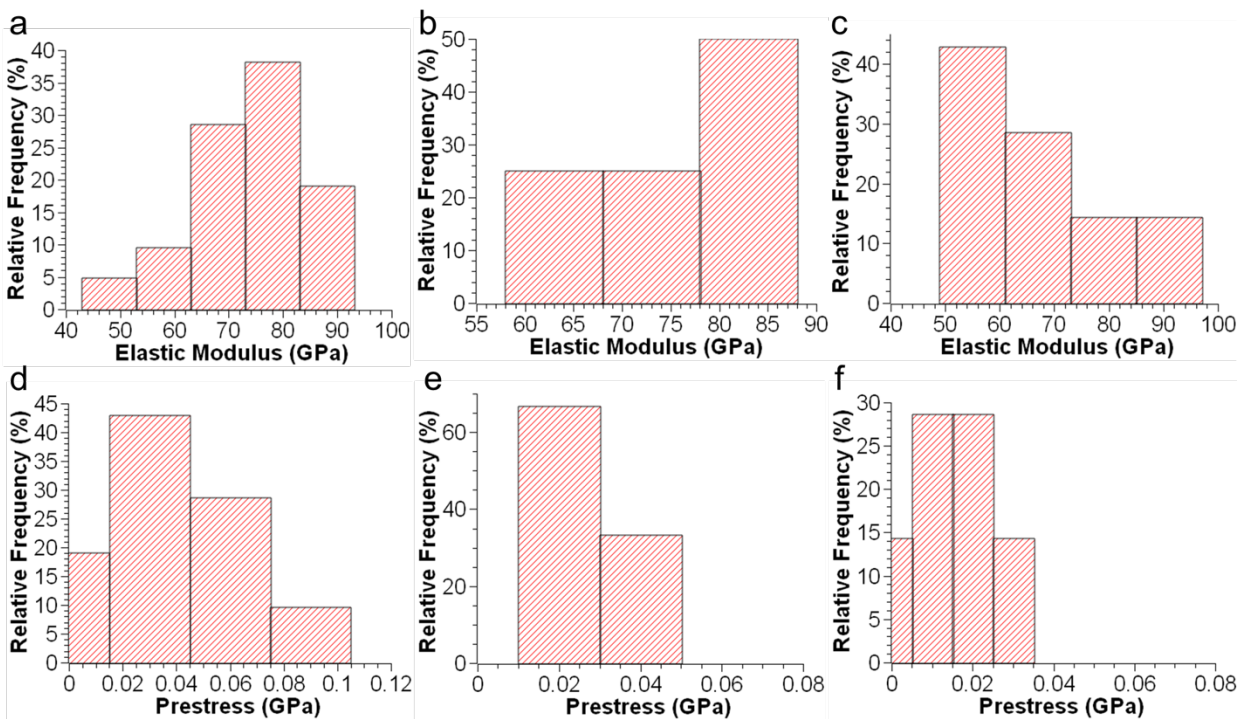 a
Relative Frequency (%)
40
35
30
25
20
15
10
5
0
40 50 60 70 80 90 100
Elastic Modulus (GPa)
b
Relative Frequency (%)
50
40
30
20
10
0
55 60 65 70 75 80 85 90
Elastic Modulus (GPa)
c
Relative Frequency (%)
40
30
20
10
0
40 50 60 70 80 90 100
Elastic Modulus (GPa)
d
Relative Frequency (%)
45
40
35
30
25
20
15
10
5
0
0 0.02 0.04 0.06 0.08 0.1 0.12
Prestress (GPa)
e
Relative Frequency (%)
60
40
20
0
0 0.02 0.04 0.06 0.08
Prestress (GPa)
f
Relative Frequency (%)
30
25
20
15
10
5
0
0 0.02 0.04 0.06 0.08
Prestress (GPa)